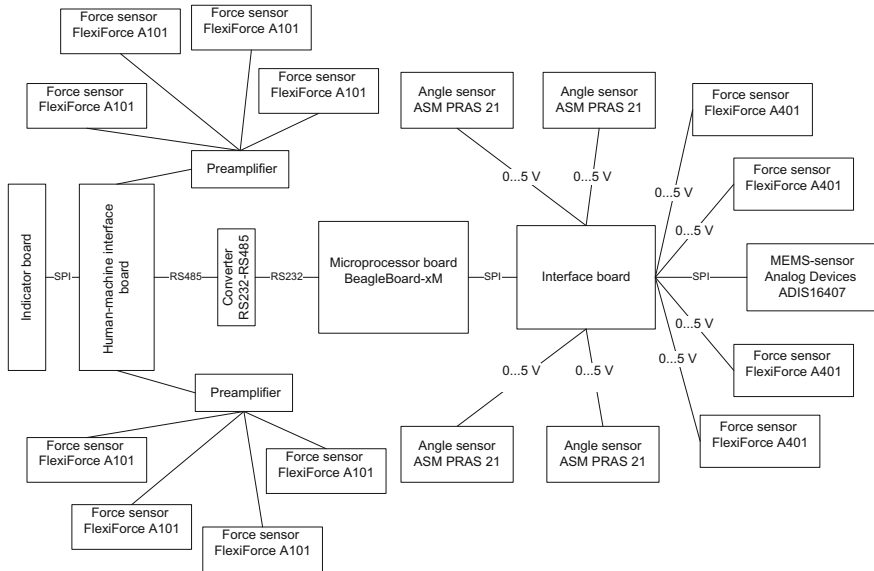 Force sensor
FlexiForce A101
Force sensor
FlexiForce A101
Force sensor
FlexiForce A101
Force sensor
FlexiForce A101
Preamplifier
Angle sensor
ASM PRAS 21
Angle sensor
ASM PRAS 21
Force sensor
FlexiForce A401
Force sensor
FlexiForce A401
0...5 V
0...5 V
0...5 V
0...5 V
Indicator board
SPI
Human-machine interface
board
RS485
Converter
RS232-RS485
RS232
Microprocessor board
BeagleBoard-xM
SPI
Interface board
SPI
MEMS-sensor
Analog Devices
ADIS16407
0...5 V
0...5 V
0...5 V
0...5 V
Force sensor
FlexiForce A401
Force sensor
FlexiForce A401
Preamplifier
Angle sensor
ASM PRAS 21
Angle sensor
ASM PRAS 21
Force sensor
FlexiForce A101
Force sensor
FlexiForce A101
Force sensor
FlexiForce A101
Force sensor
FlexiForce A101